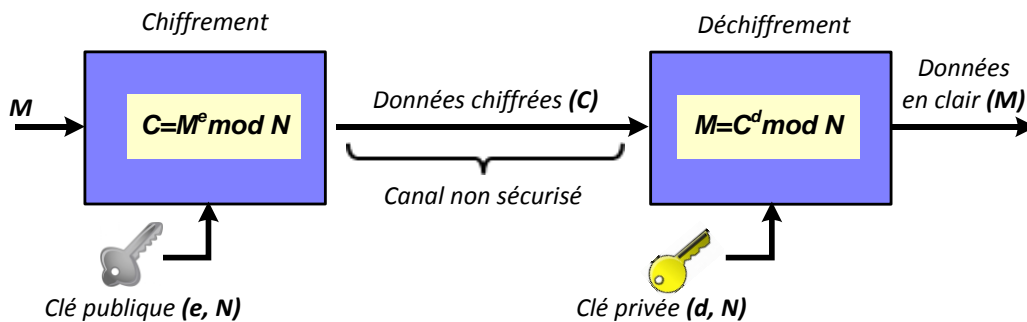 Chiffrement
Déchiffrement
M
C=M^e mod N
Données chiffrées (C)
Canal non sécurisé
M=C^d mod N
Données
en clair (M)
Clé publique (e, N)
Clé privée (d, N)